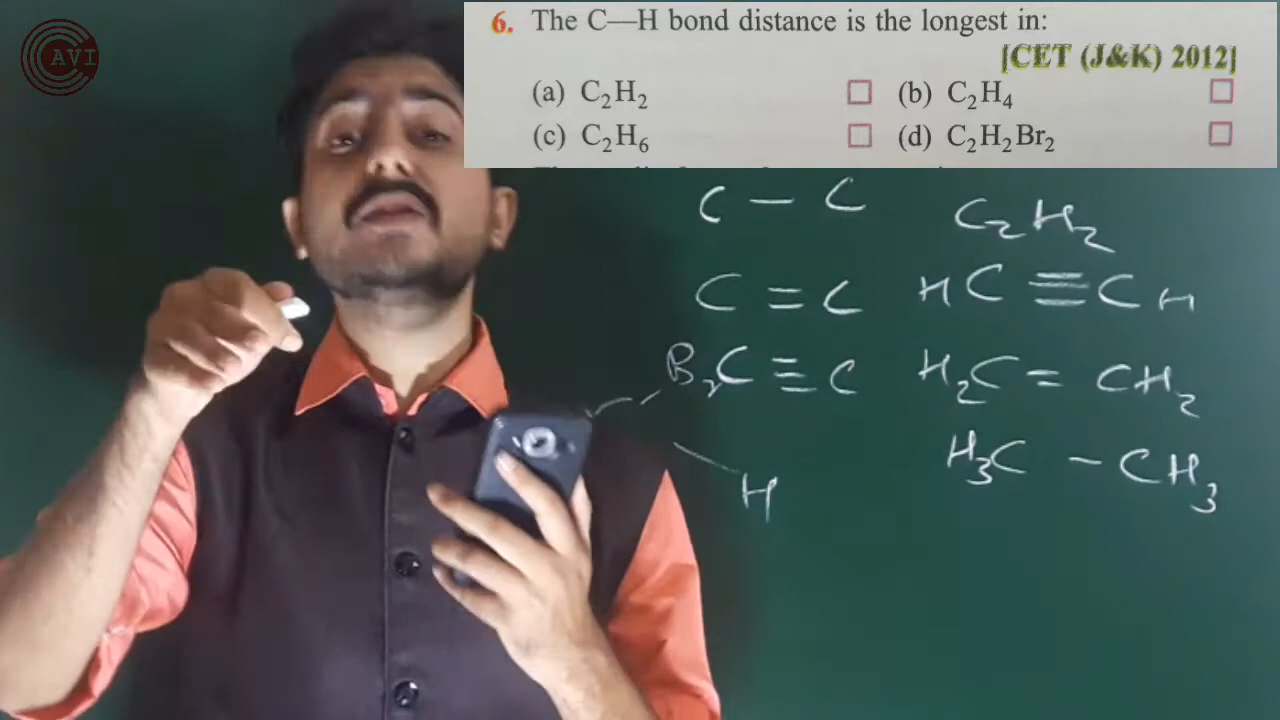 CAVI
6. The C—H bond distance is the longest in:
[CET (J&K) 2012]
(a) C₂H₂ □ (b) C₂H₄ □
(c) C₂H₆ □ (d) C₂H₂Br₂ □
C – C
C₂H₂
C = C
HC ≡ CH
BrC ≡ C
H₂C = CH₂
H
H₃C – CH₃